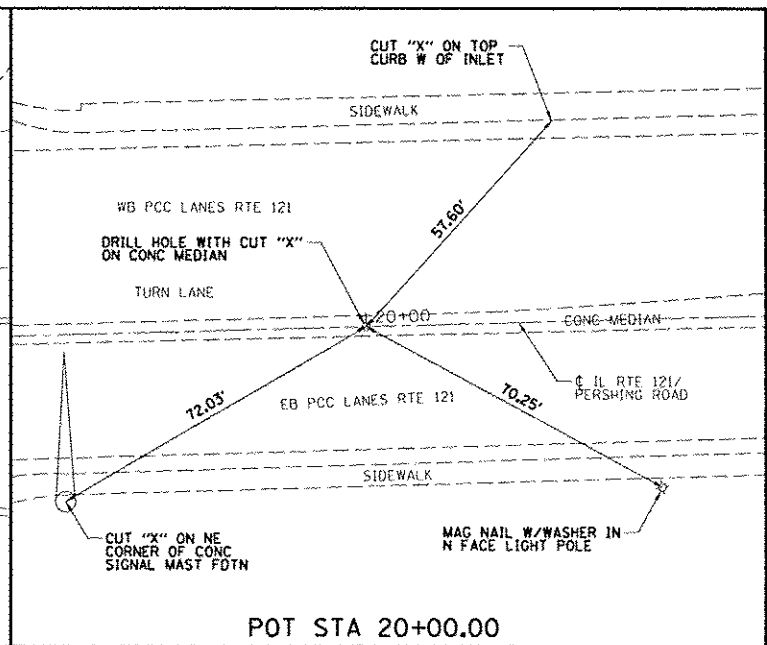 CUT "X" ON TOP
CURB W OF INLET
SIDEWALK
WB PCC LANES RTE 121
57.60'
DRILL HOLE WITH CUT "X"
ON CONC MEDIAN
TURN LANE
20+00
CONC MEDIAN
℄ IL RTE 121/
PERSHING ROAD
72.03'
EB PCC LANES RTE 121
70.25'
SIDEWALK
CUT "X" ON NE
CORNER OF CONC
SIGNAL MAST FDTN
MAG NAIL W/WASHER IN
N FACE LIGHT POLE
POT STA 20+00.00